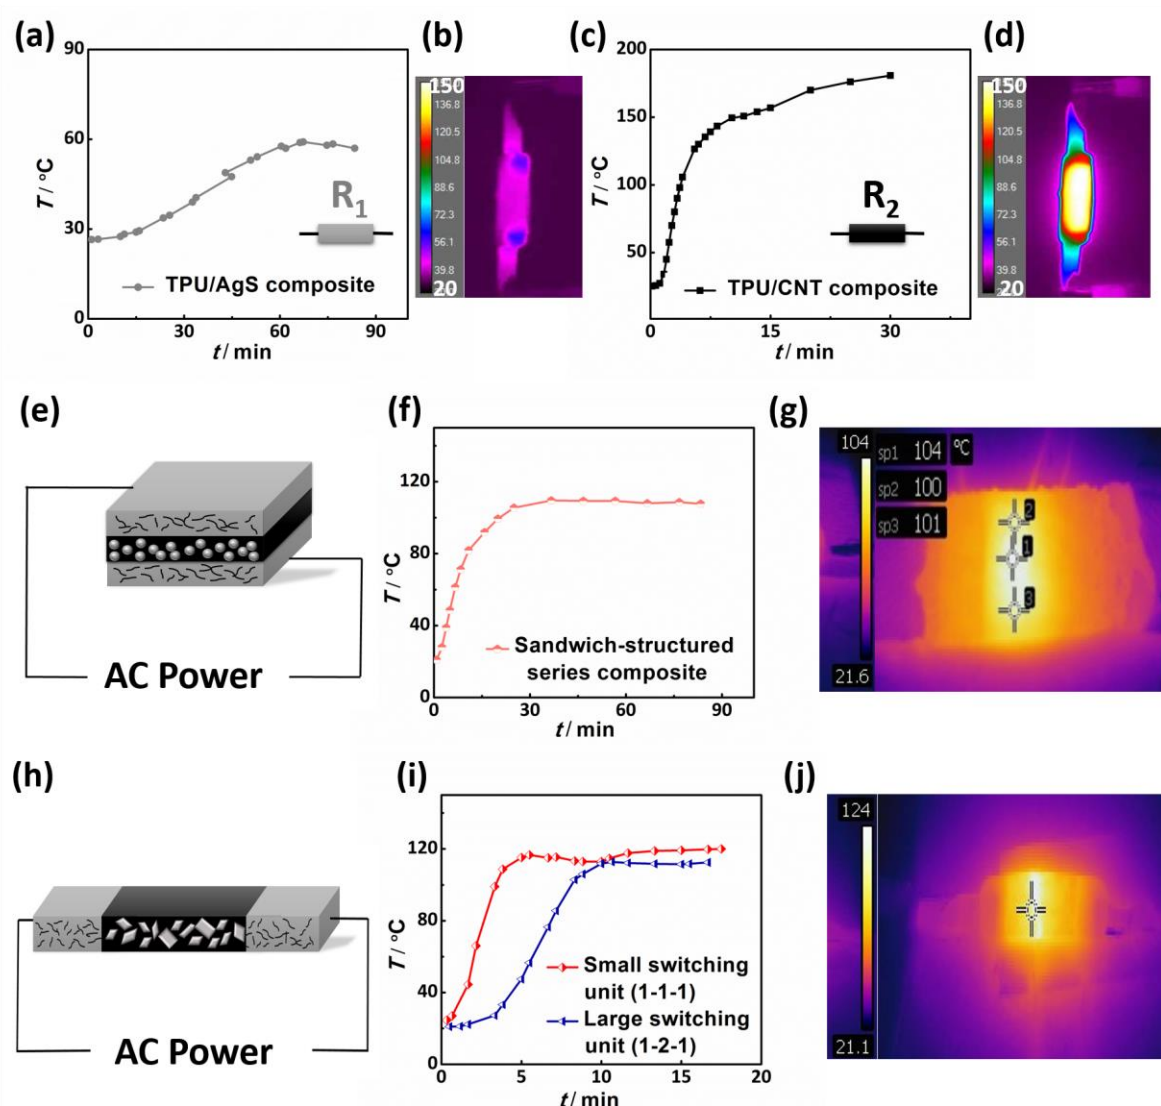 (a)
90
60
30
0
T / °C
R1
TPU/AgS composite
0 30 60 90
t / min
(b)
150
136.8
120.5
104.8
88.6
72.3
56.1
39.8
20
(c)
200
150
100
50
T / °C
R2
TPU/CNT composite
0 15 30
t / min
(d)
150
136.8
120.5
104.8
88.6
72.3
56.1
39.8
20
(e)
AC Power
(f)
120
80
40
0
T / °C
Sandwich-structured
series composite
0 30 60 90
t / min
(g)
104
sp1 104 °C
sp2 100
sp3 101
2
1
3
21.6
(h)
AC Power
(i)
120
80
40
0
T / °C
Small switching
unit (1-1-1)
Large switching
unit (1-2-1)
0 5 10 15 20
t / min
(j)
124
21.1